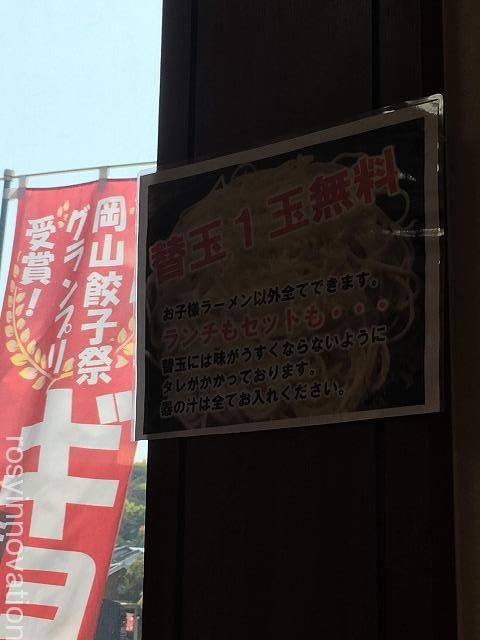 岡山餃子祭
グランプリ
受賞！
ギョ
替玉１玉無料
お子様ラーメン以外全てできます。
ランチもセットも・・・
替玉には味がうすくならないように
タレがかかっております。
器の汁は全てお入れください。
rosyinnovation